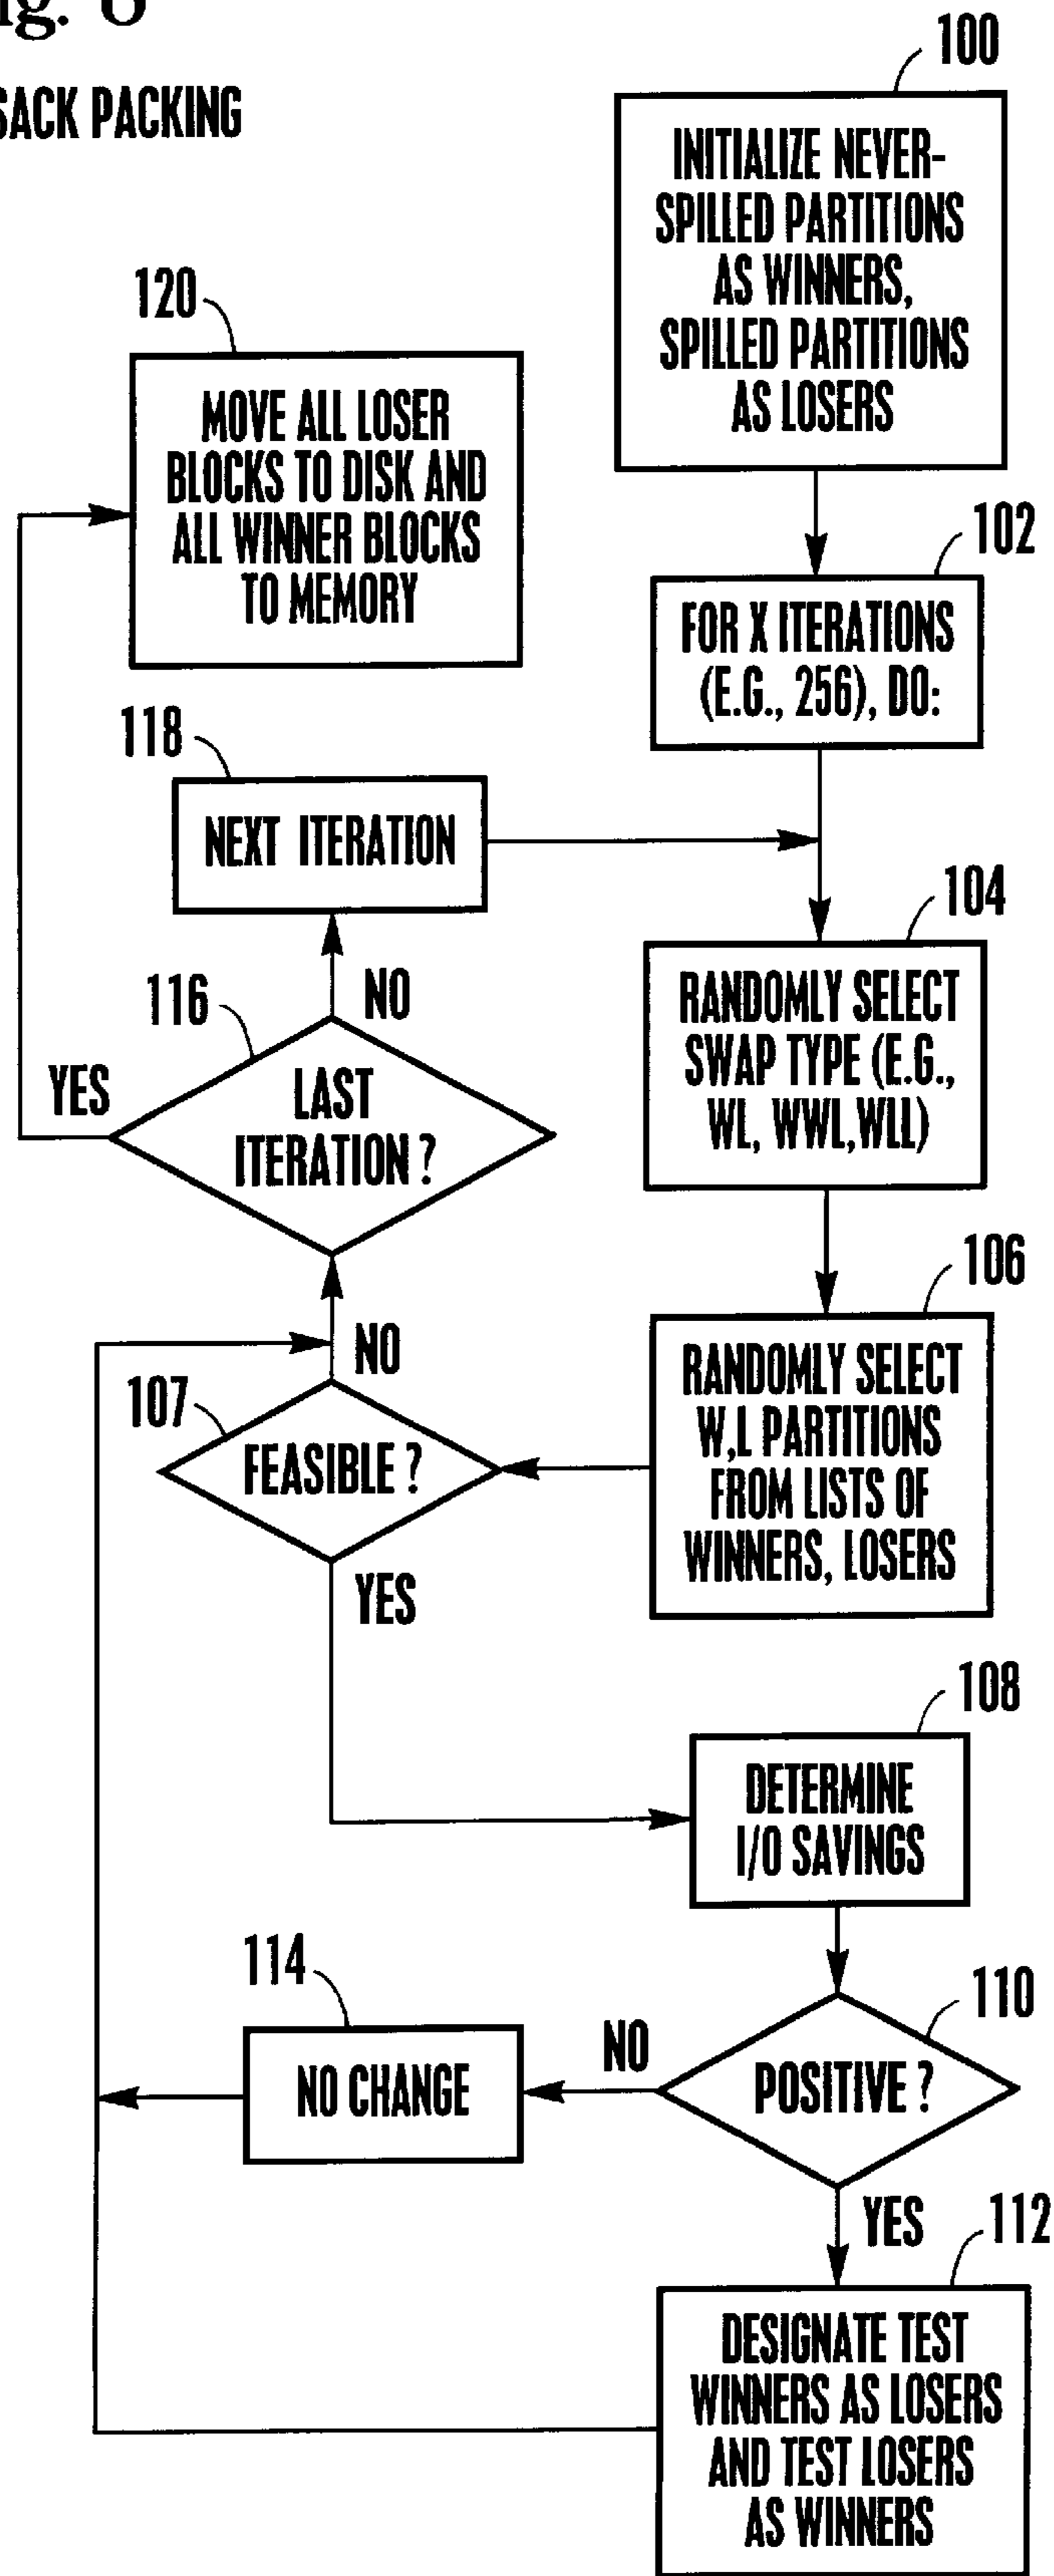 SACK PACKING
100
INITIALIZE NEVER-
SPILLED PARTITIONS
AS WINNERS,
SPILLED PARTITIONS
AS LOSERS
120
MOVE ALL LOSER
BLOCKS TO DISK AND
ALL WINNER BLOCKS
TO MEMORY
102
FOR X ITERATIONS
(E.G., 256), DO:
118
NEXT ITERATION
104
RANDOMLY SELECT
SWAP TYPE (E.G.,
WL, WWL,WLL)
116
NO
YES
LAST
ITERATION ?
106
RANDOMLY SELECT
W,L PARTITIONS
FROM LISTS OF
WINNERS, LOSERS
NO
107
FEASIBLE ?
YES
108
DETERMINE
I/O SAVINGS
114
NO CHANGE
NO
110
POSITIVE ?
YES
112
DESIGNATE TEST
WINNERS AS LOSERS
AND TEST LOSERS
AS WINNERS